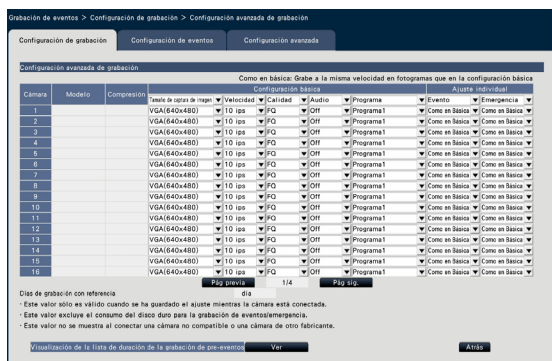 Grabación de eventos > Configuración de grabación > Configuración avanzada de grabación
Configuración de grabación Configuración de eventos Configuración avanzada
Configuración avanzada de grabación
Como en básica: Grabe a la misma velocidad en fotogramas que en la configuración básica
Cámara Modelo Compresión Configuración básica Ajuste individual
Tamaño de captura de imagen Velocidad Calidad Audio Programa Evento Emergencia
1 VGA(640x480) 10 ips FQ Off Programa1 Como en Básica Como en Básica
2 VGA(640x480) 10 ips FQ Off Programa1 Como en Básica Como en Básica
3 VGA(640x480) 10 ips FQ Off Programa1 Como en Básica Como en Básica
4 VGA(640x480) 10 ips FQ Off Programa1 Como en Básica Como en Básica
5 VGA(640x480) 10 ips FQ Off Programa1 Como en Básica Como en Básica
6 VGA(640x480) 10 ips FQ Off Programa1 Como en Básica Como en Básica
7 VGA(640x480) 10 ips FQ Off Programa1 Como en Básica Como en Básica
8 VGA(640x480) 10 ips FQ Off Programa1 Como en Básica Como en Básica
9 VGA(640x480) 10 ips FQ Off Programa1 Como en Básica Como en Básica
10 VGA(640x480) 10 ips FQ Off Programa1 Como en Básica Como en Básica
11 VGA(640x480) 10 ips FQ Off Programa1 Como en Básica Como en Básica
12 VGA(640x480) 10 ips FQ Off Programa1 Como en Básica Como en Básica
13 VGA(640x480) 10 ips FQ Off Programa1 Como en Básica Como en Básica
14 VGA(640x480) 10 ips FQ Off Programa1 Como en Básica Como en Básica
15 VGA(640x480) 10 ips FQ Off Programa1 Como en Básica Como en Básica
16 VGA(640x480) 10 ips FQ Off Programa1 Como en Básica Como en Básica
Pág previa 1/4 Pág sig.
Días de grabación con referencia día
· Este valor sólo es válido cuando se ha guardado el ajuste mientras la cámara está conectada.
· Este valor excluye el consumo del disco duro para la grabación de eventos/emergencia.
· Este valor no se muestra al conectar una cámara no compatible o una cámara de otro fabricante.
Visualización de la lista de duración de la grabación de pre-eventos Ver Atrás